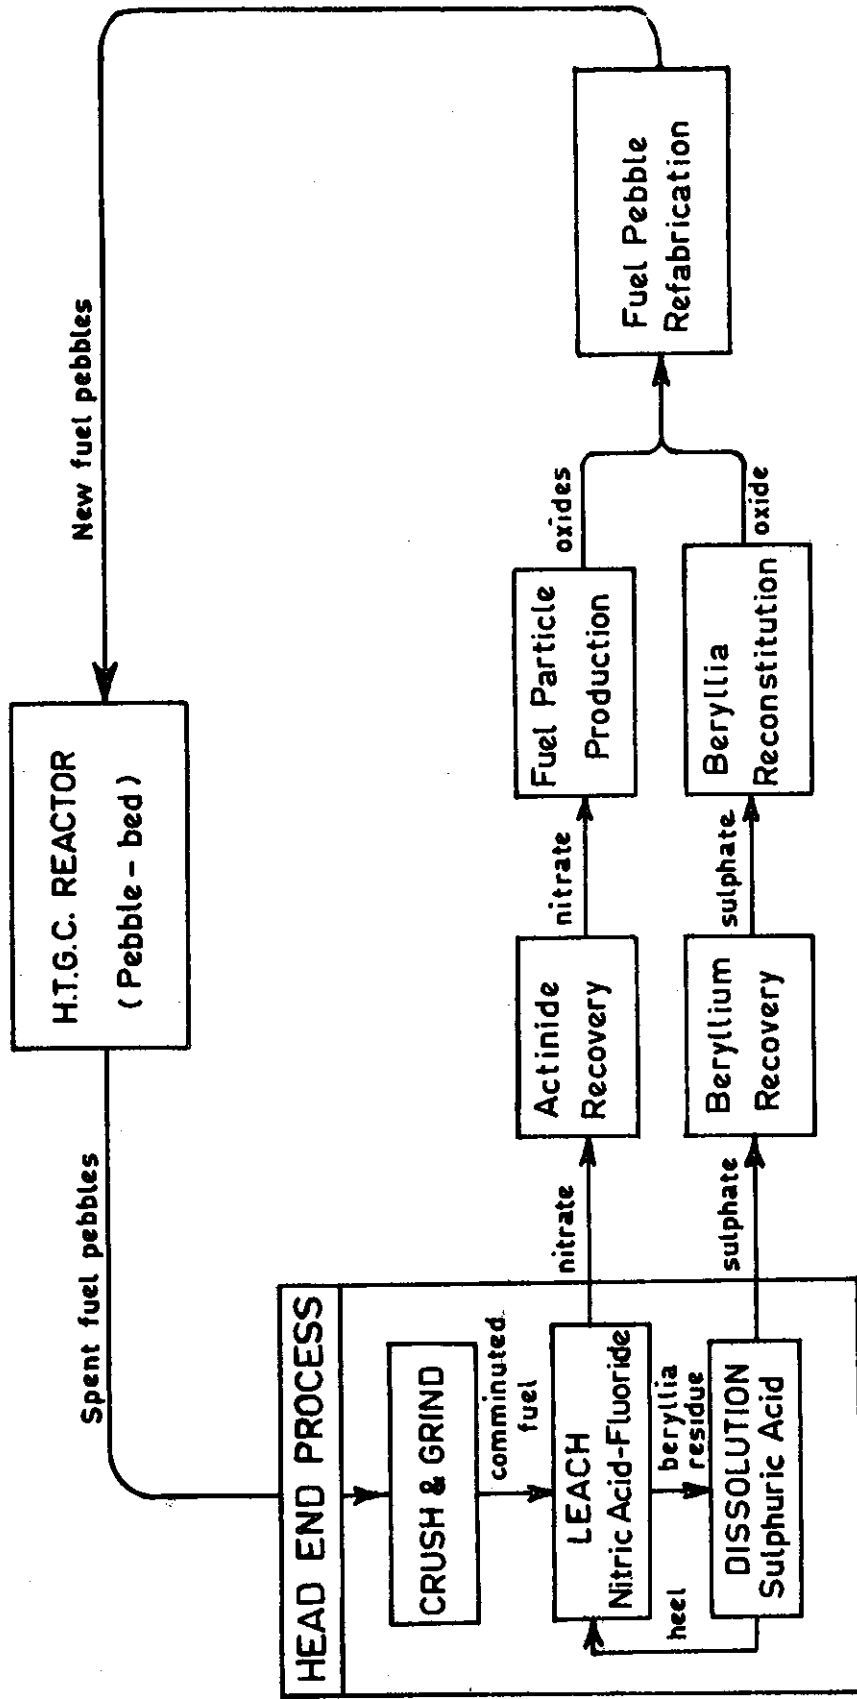 H.T.G.C. REACTOR
(Pebble-bed)
Spent fuel pebbles
New fuel pebbles
HEAD END PROCESS
CRUSH & GRIND
comminuted
fuel
LEACH
Nitric Acid-Fluoride
beryllia
residue
heel
DISSOLUTION
Sulphuric Acid
nitrate
Actinide
Recovery
nitrate
Fuel Particle
Production
oxides
sulphate
Beryllium
Recovery
sulphate
Beryllia
Reconstitution
oxide
Fuel Pebble
Refabrication